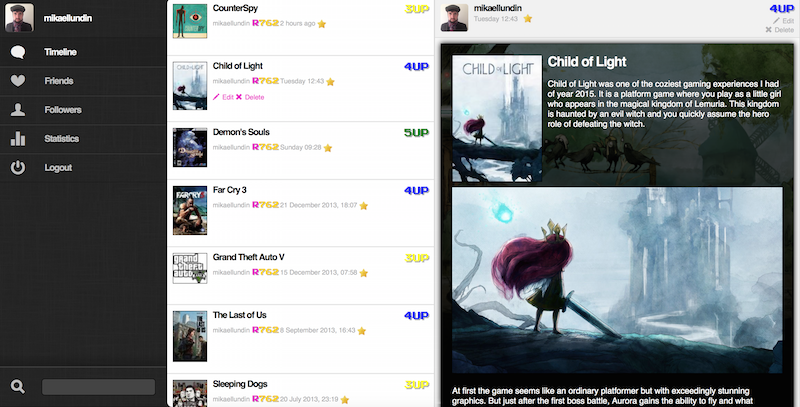 mikaellundin
Timeline
Friends
Followers
Statistics
Logout
CounterSpy
3UP
mikaellundin R762 2 hours ago
Child of Light
4UP
mikaellundin R762 Tuesday 12:43
Edit Delete
Demon's Souls
5UP
mikaellundin R762 Sunday 09:28
Far Cry 3
4UP
mikaellundin R762 21 December 2013, 18:07
FARCRY3
Grand Theft Auto V
3UP
mikaellundin R762 15 December 2013, 07:58
grand
theft
auto
The Last of Us
4UP
mikaellundin R762 8 September 2013, 16:43
Sleeping Dogs
3UP
mikaellundin R762 20 July 2013, 23:19
mikaellundin
4UP
Tuesday 12:43
Edit
Delete
CHILD OF LIGHT
Child of Light
Child of Light was one of the coziest gaming experiences I had
of year 2015. It is a platform game where you play as a little girl
who appears in the magical kingdom of Lemuria. This kingdom
is haunted by an evil witch and you quickly assume the hero
role of defeating the witch.
At first the game seems like an ordinary platformer but with exceedingly stunning
graphics. But just after the first boss battle, Aurora gains the ability to fly and what